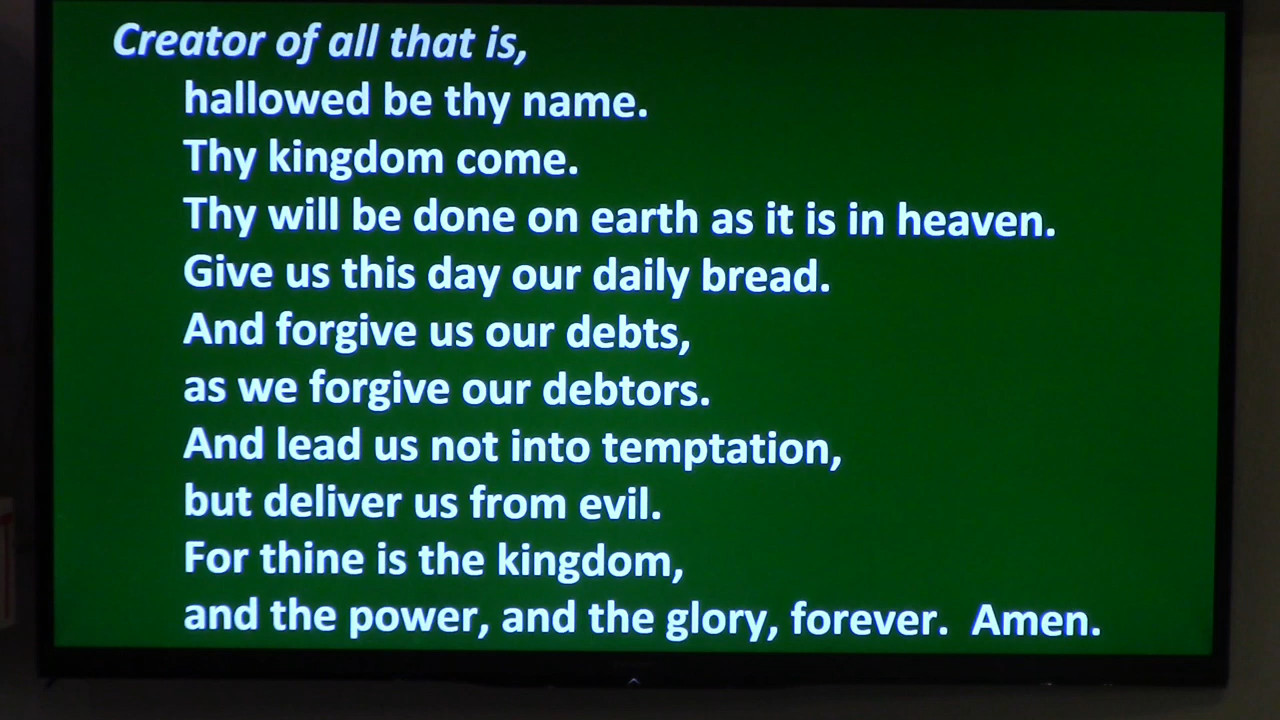 Creator of all that is,
hallowed be thy name.
Thy kingdom come.
Thy will be done on earth as it is in heaven.
Give us this day our daily bread.
And forgive us our debts,
as we forgive our debtors.
And lead us not into temptation,
but deliver us from evil.
For thine is the kingdom,
and the power, and the glory, forever. Amen.